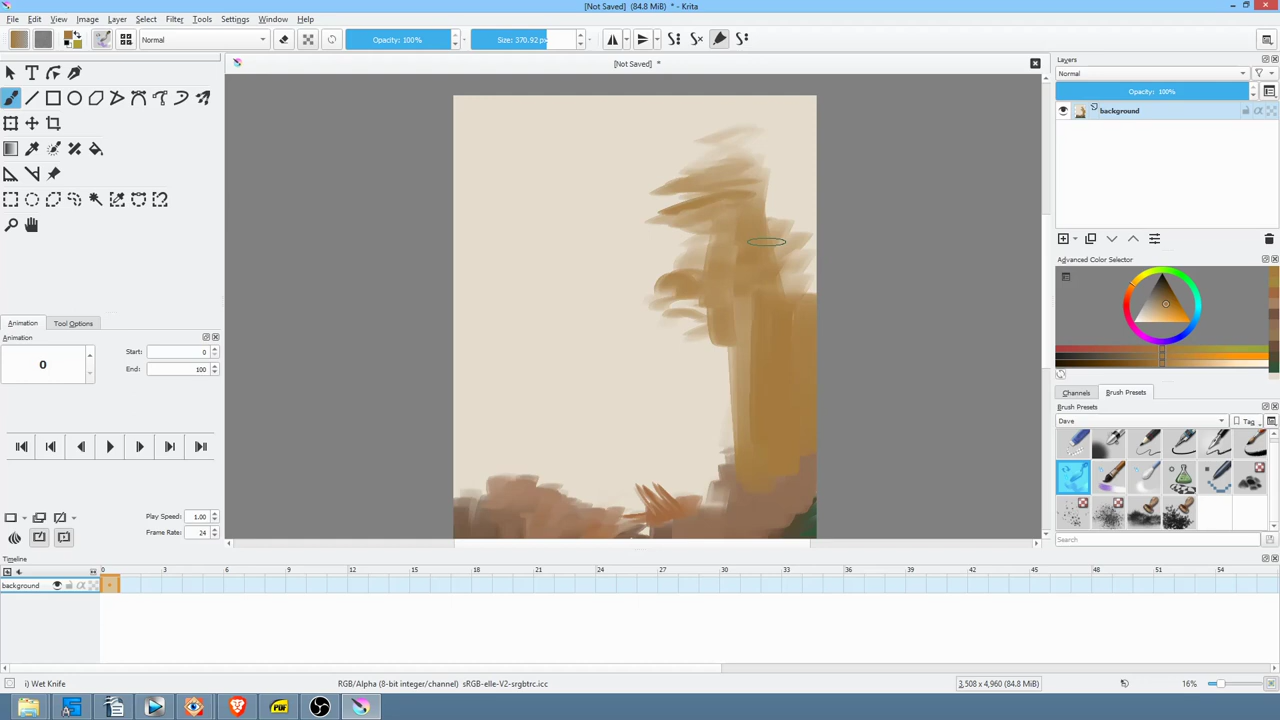 [Not Saved] (84.8 MiB) * - Krita
File Edit View Image Layer Select Filter Tools Settings Window Help
Normal
Opacity: 100%
Size: 370.92 px
[Not Saved] *
Layers
Normal
Opacity: 100%
background
Advanced Color Selector
Animation Tool Options
Animation
0
Start: 0
End: 100
Channels Brush Presets
Brush Presets
Dave
Tag
Play Speed: 1.00
Frame Rate: 24
Search
Timeline
0 3 6 9 12 15 18 21 24 27 30 33 36 39 42 45 48 51 54
background
i) Wet Knife
RGB/Alpha (8-bit integer/channel) sRGB-elle-V2-srgbtrc.icc
3,508 x 4,960 (84.8 MiB)
16%
PDF